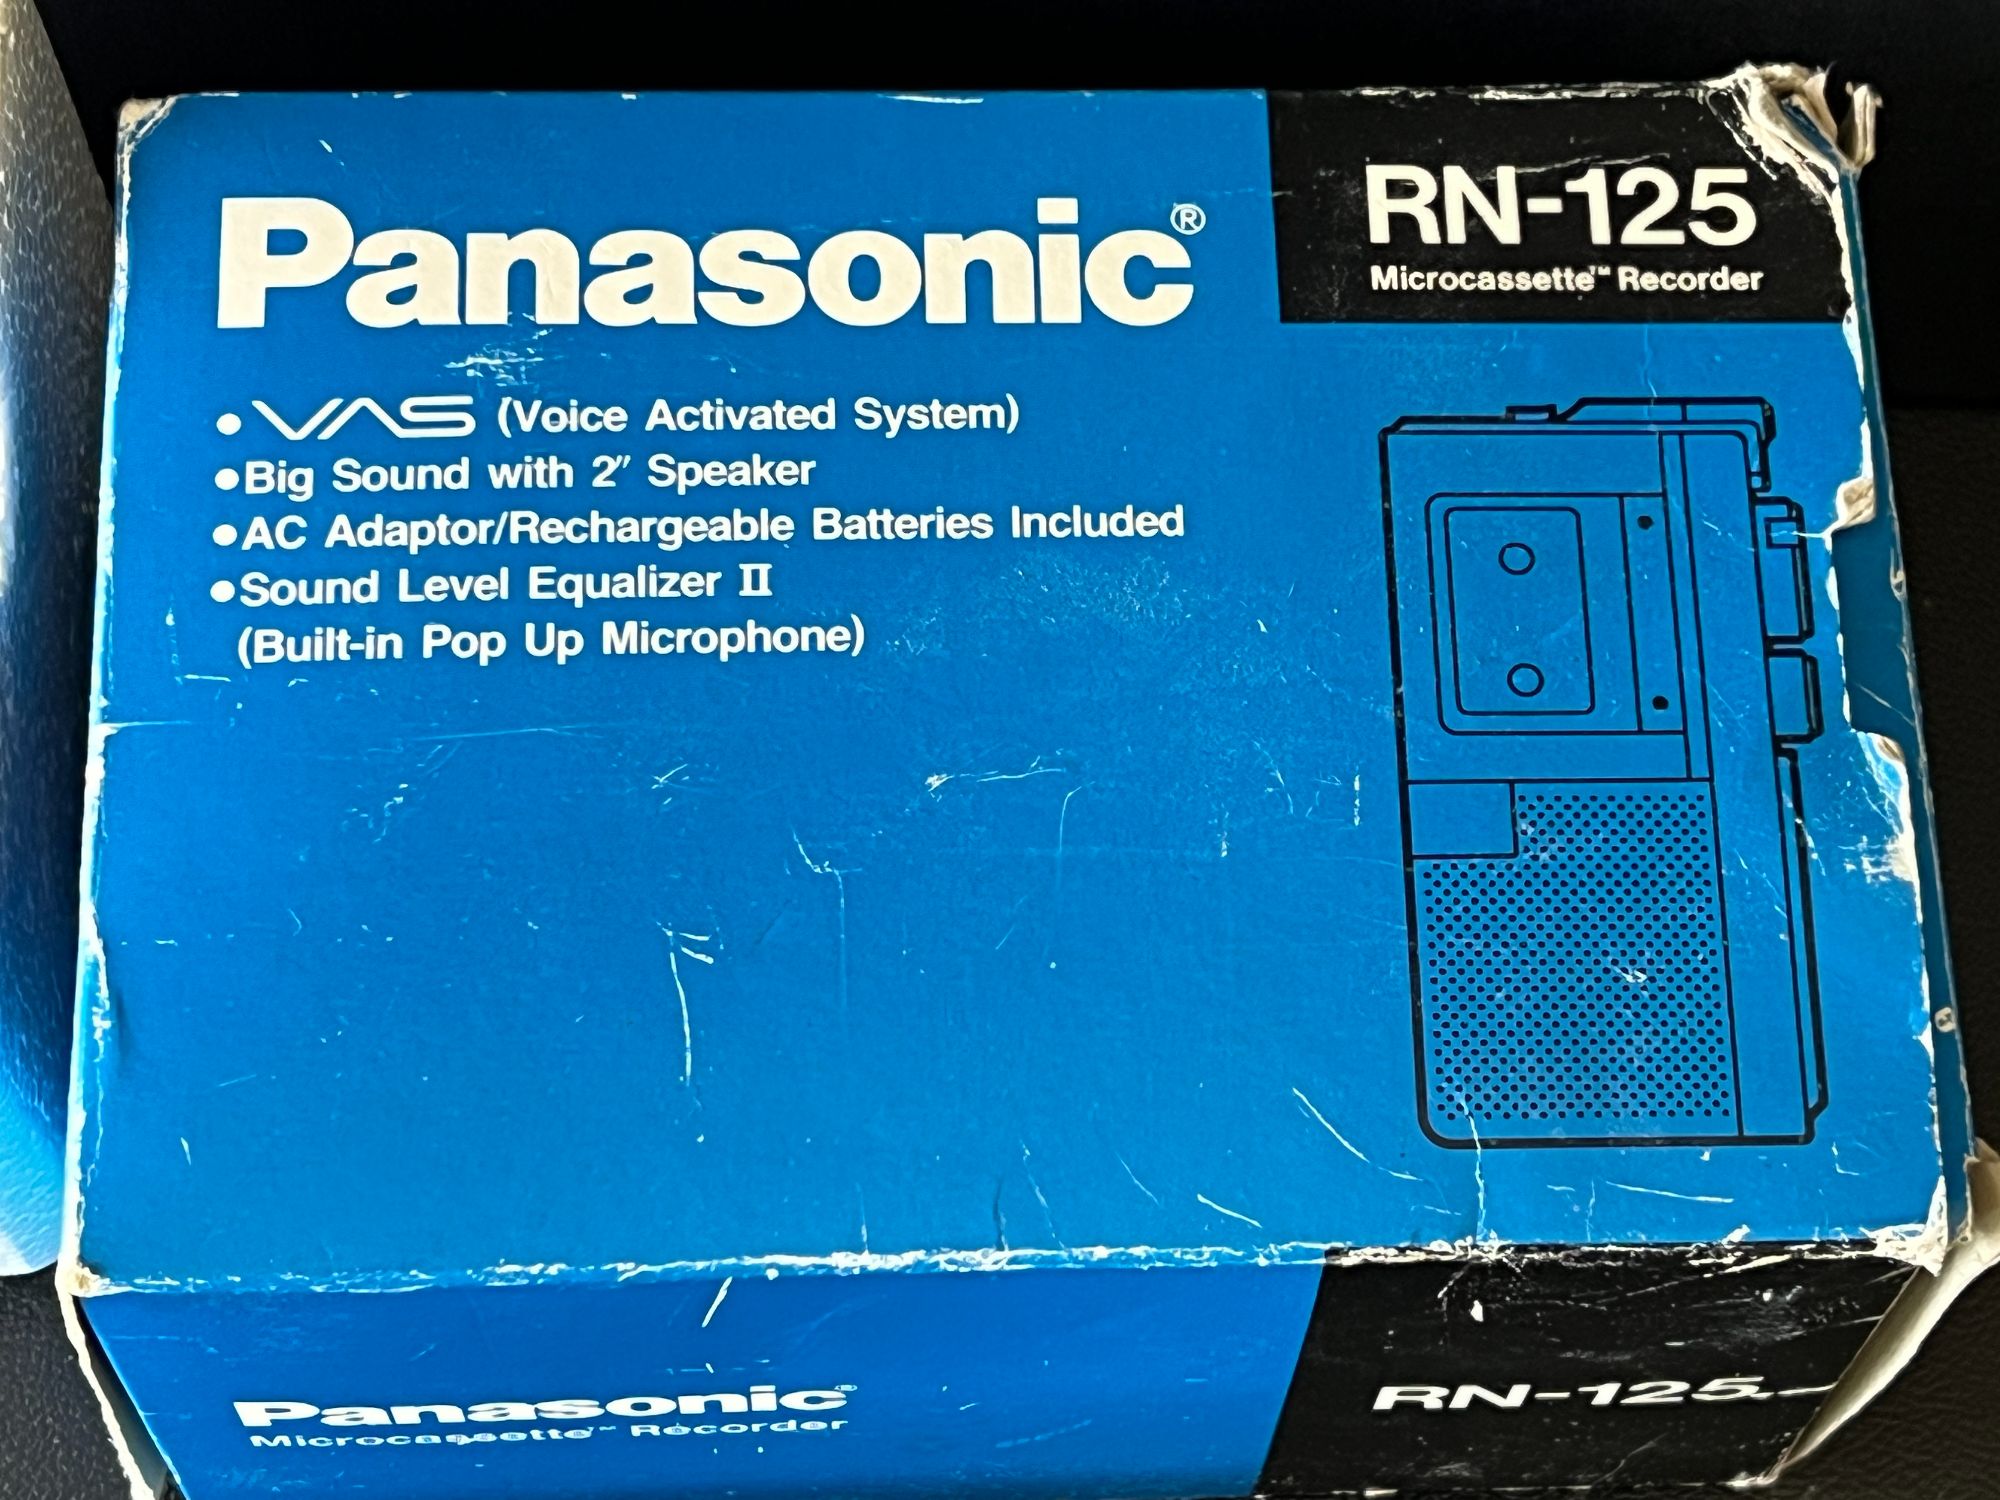 Panasonic®
RN-125
Microcassette™ Recorder
•VAS (Voice Activated System)
•Big Sound with 2″ Speaker
•AC Adaptor/Rechargeable Batteries Included
•Sound Level Equalizer II
(Built-in Pop Up Microphone)
Panasonic®
Microcassette™ Recorder
RN-125